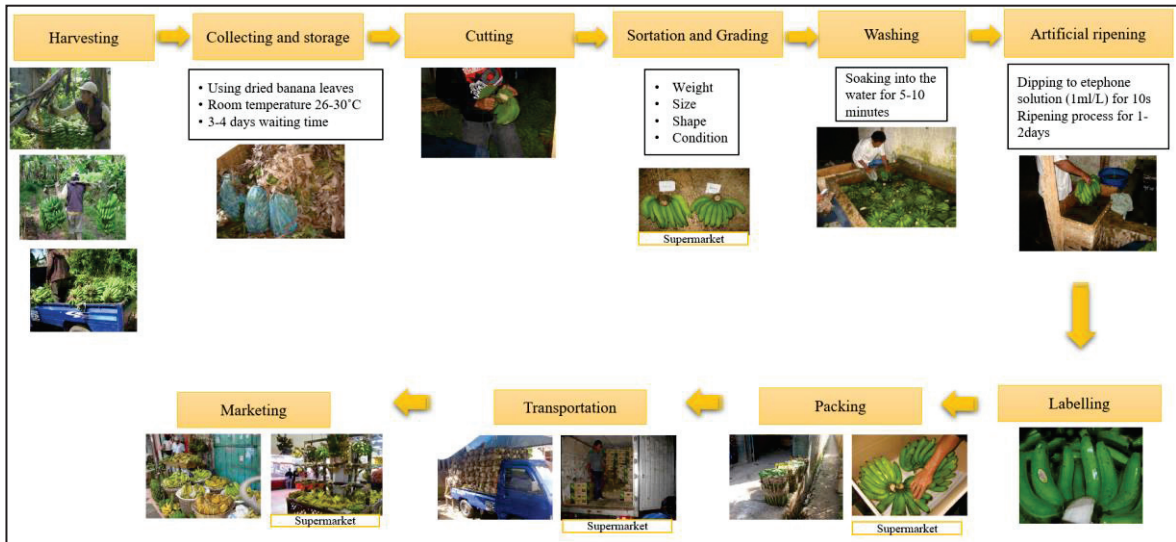 Harvesting
Collecting and storage
Cutting
Sortation and Grading
Washing
Artificial ripening
• Using dried banana leaves
• Room temperature 26-30˚C
• 3-4 days waiting time
• Weight
• Size
• Shape
• Condition
Soaking into the
water for 5-10
minutes
Dipping to etephone
solution (1ml/L) for 10s
Ripening process for 1-
2days
Supermarket
Marketing
Transportation
Packing
Labelling
Supermarket
Supermarket
Supermarket